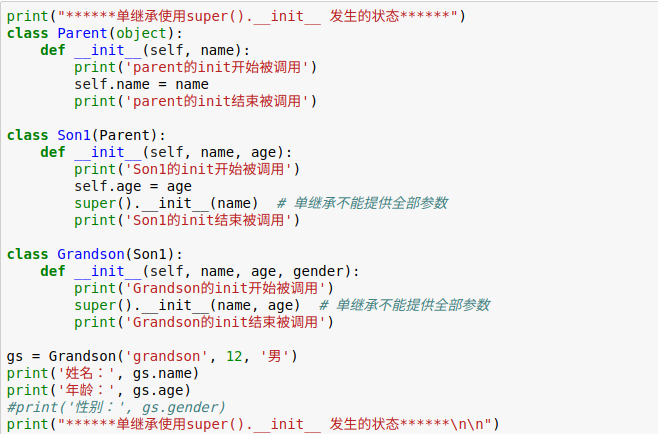 print("******单继承使用super().__init__ 发生的状态******")
class Parent(object):
    def __init__(self, name):
        print('parent的init开始被调用')
        self.name = name
        print('parent的init结束被调用')

class Son1(Parent):
    def __init__(self, name, age):
        print('Son1的init开始被调用')
        self.age = age
        super().__init__(name)  # 单继承不能提供全部参数
        print('Son1的init结束被调用')

class Grandson(Son1):
    def __init__(self, name, age, gender):
        print('Grandson的init开始被调用')
        super().__init__(name, age)  # 单继承不能提供全部参数
        print('Grandson的init结束被调用')

gs = Grandson('grandson', 12, '男')
print('姓名：', gs.name)
print('年龄：', gs.age)
#print('性别：', gs.gender)
print("******单继承使用super().__init__ 发生的状态******\n\n")